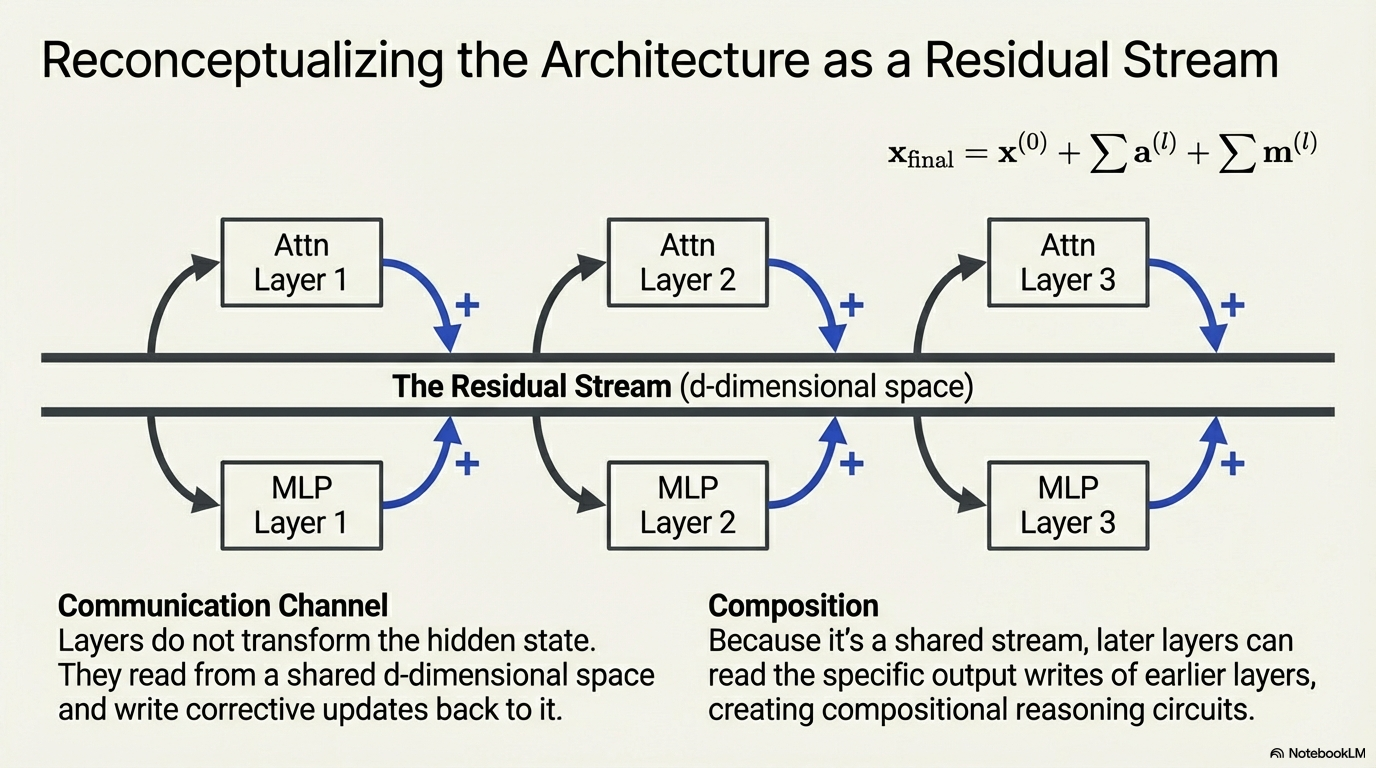 Reconceptualizing the Architecture as a Residual Stream
x_final = x^(0) + ∑ a^(l) + ∑ m^(l)
Attn
Layer 1
+
Attn
Layer 2
+
Attn
Layer 3
+
The Residual Stream (d-dimensional space)
MLP
Layer 1
+
MLP
Layer 2
+
MLP
Layer 3
+
Communication Channel
Layers do not transform the hidden state.
They read from a shared d-dimensional space
and write corrective updates back to it.
Composition
Because it's a shared stream, later layers can
read the specific output writes of earlier layers,
creating compositional reasoning circuits.
NotebookLM